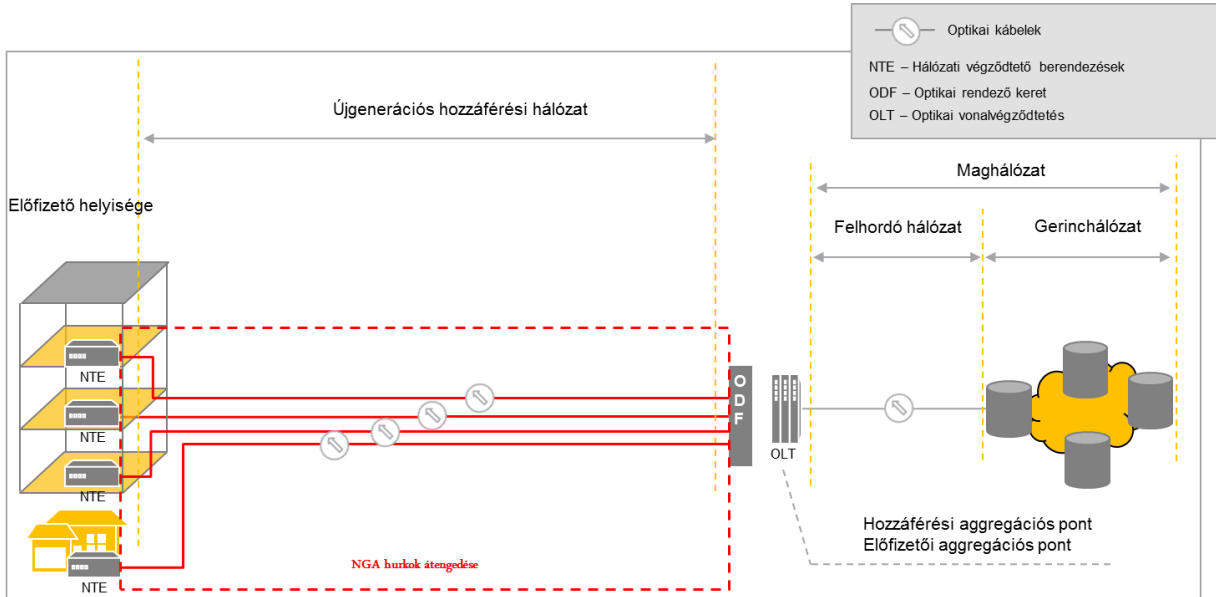 Optikai kábelek
NTE – Hálózati végződtető berendezések
ODF – Optikai rendező keret
OLT – Optikai vonalvégződtetés
Újgenerációs hozzáférési hálózat
Maghálózat
Előfizető helyisége
Felhordó hálózat
Gerinchálózat
NTE
NTE
NTE
NTE
O
D
F
OLT
Hozzáférési aggregációs pont
Előfizetői aggregációs pont
NGA hurkok átengedése